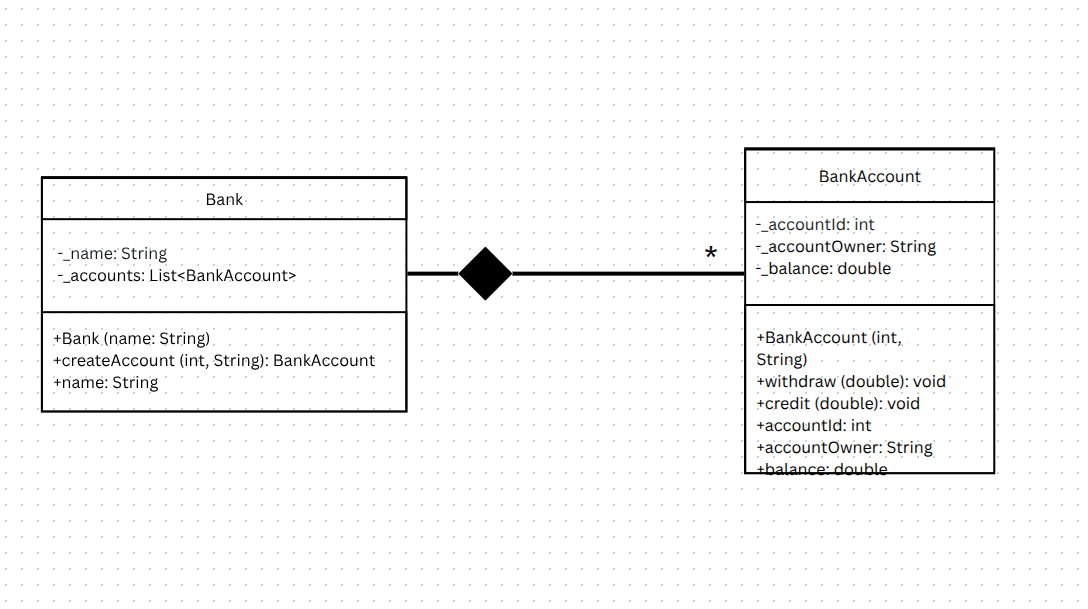 Bank
-_name: String
-_accounts: List<BankAccount>
+Bank (name: String)
+createAccount (int, String): BankAccount
+name: String
*
BankAccount
-_accountId: int
-_accountOwner: String
-_balance: double
+BankAccount (int,
String)
+withdraw (double): void
+credit (double): void
+accountId: int
+accountOwner: String
+balance: double